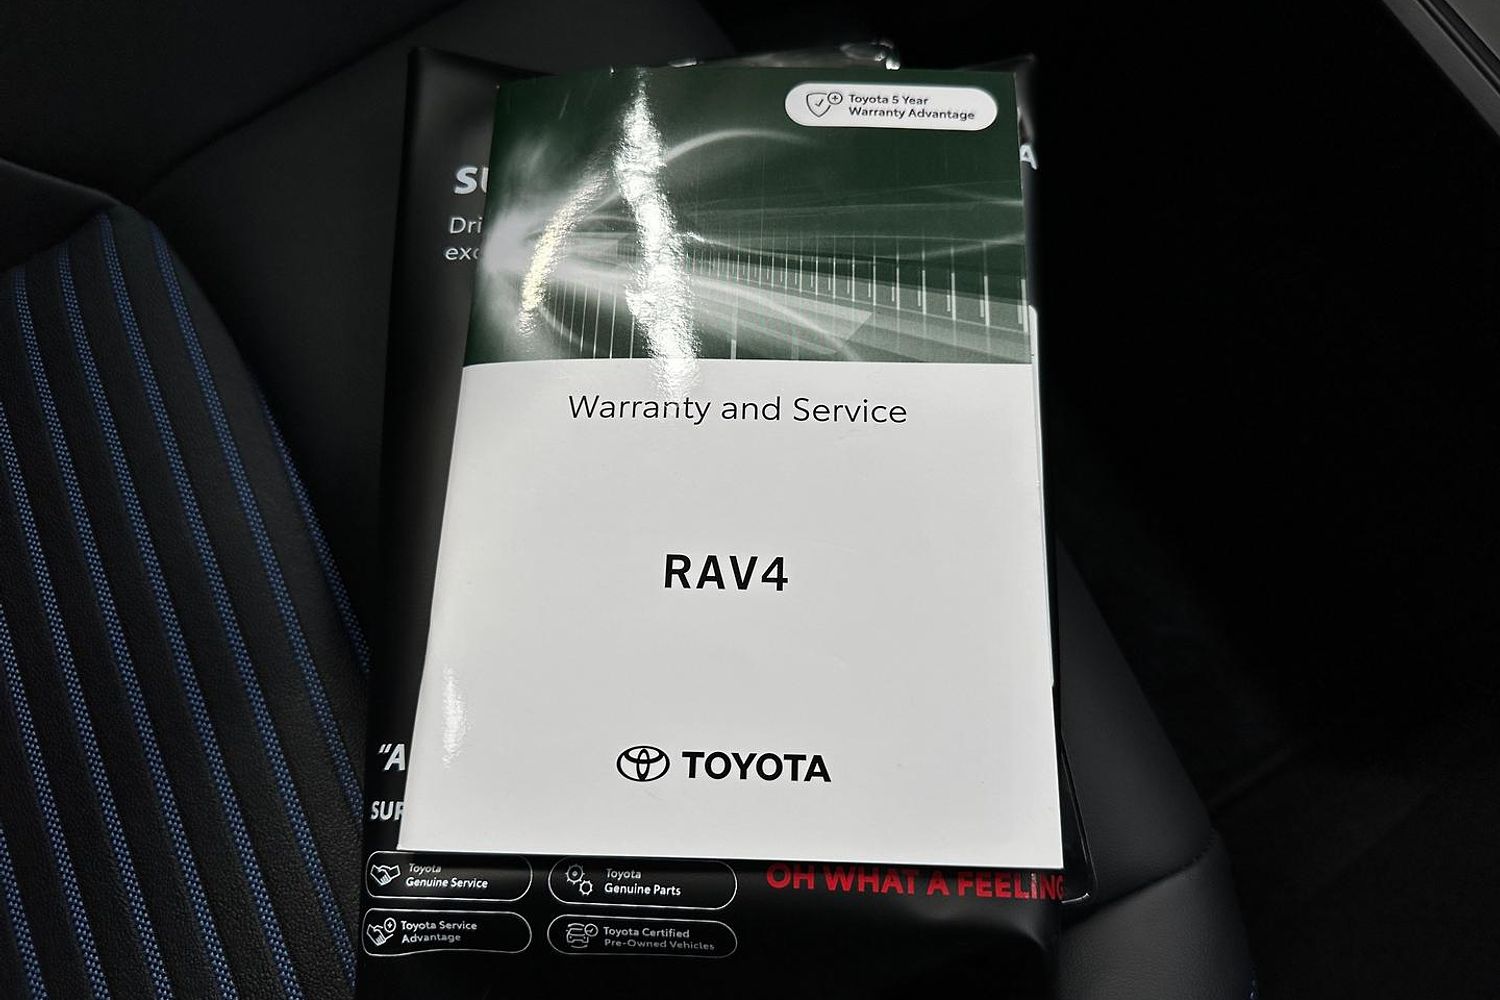 Toyota 5 Year
Warranty Advantage
Warranty and Service
RAV4
TOYOTA
Toyota
Genuine Service
Toyota
Genuine Parts
OH WHAT A FEELING
Toyota Service
Advantage
Toyota Certified
Pre-Owned Vehicles